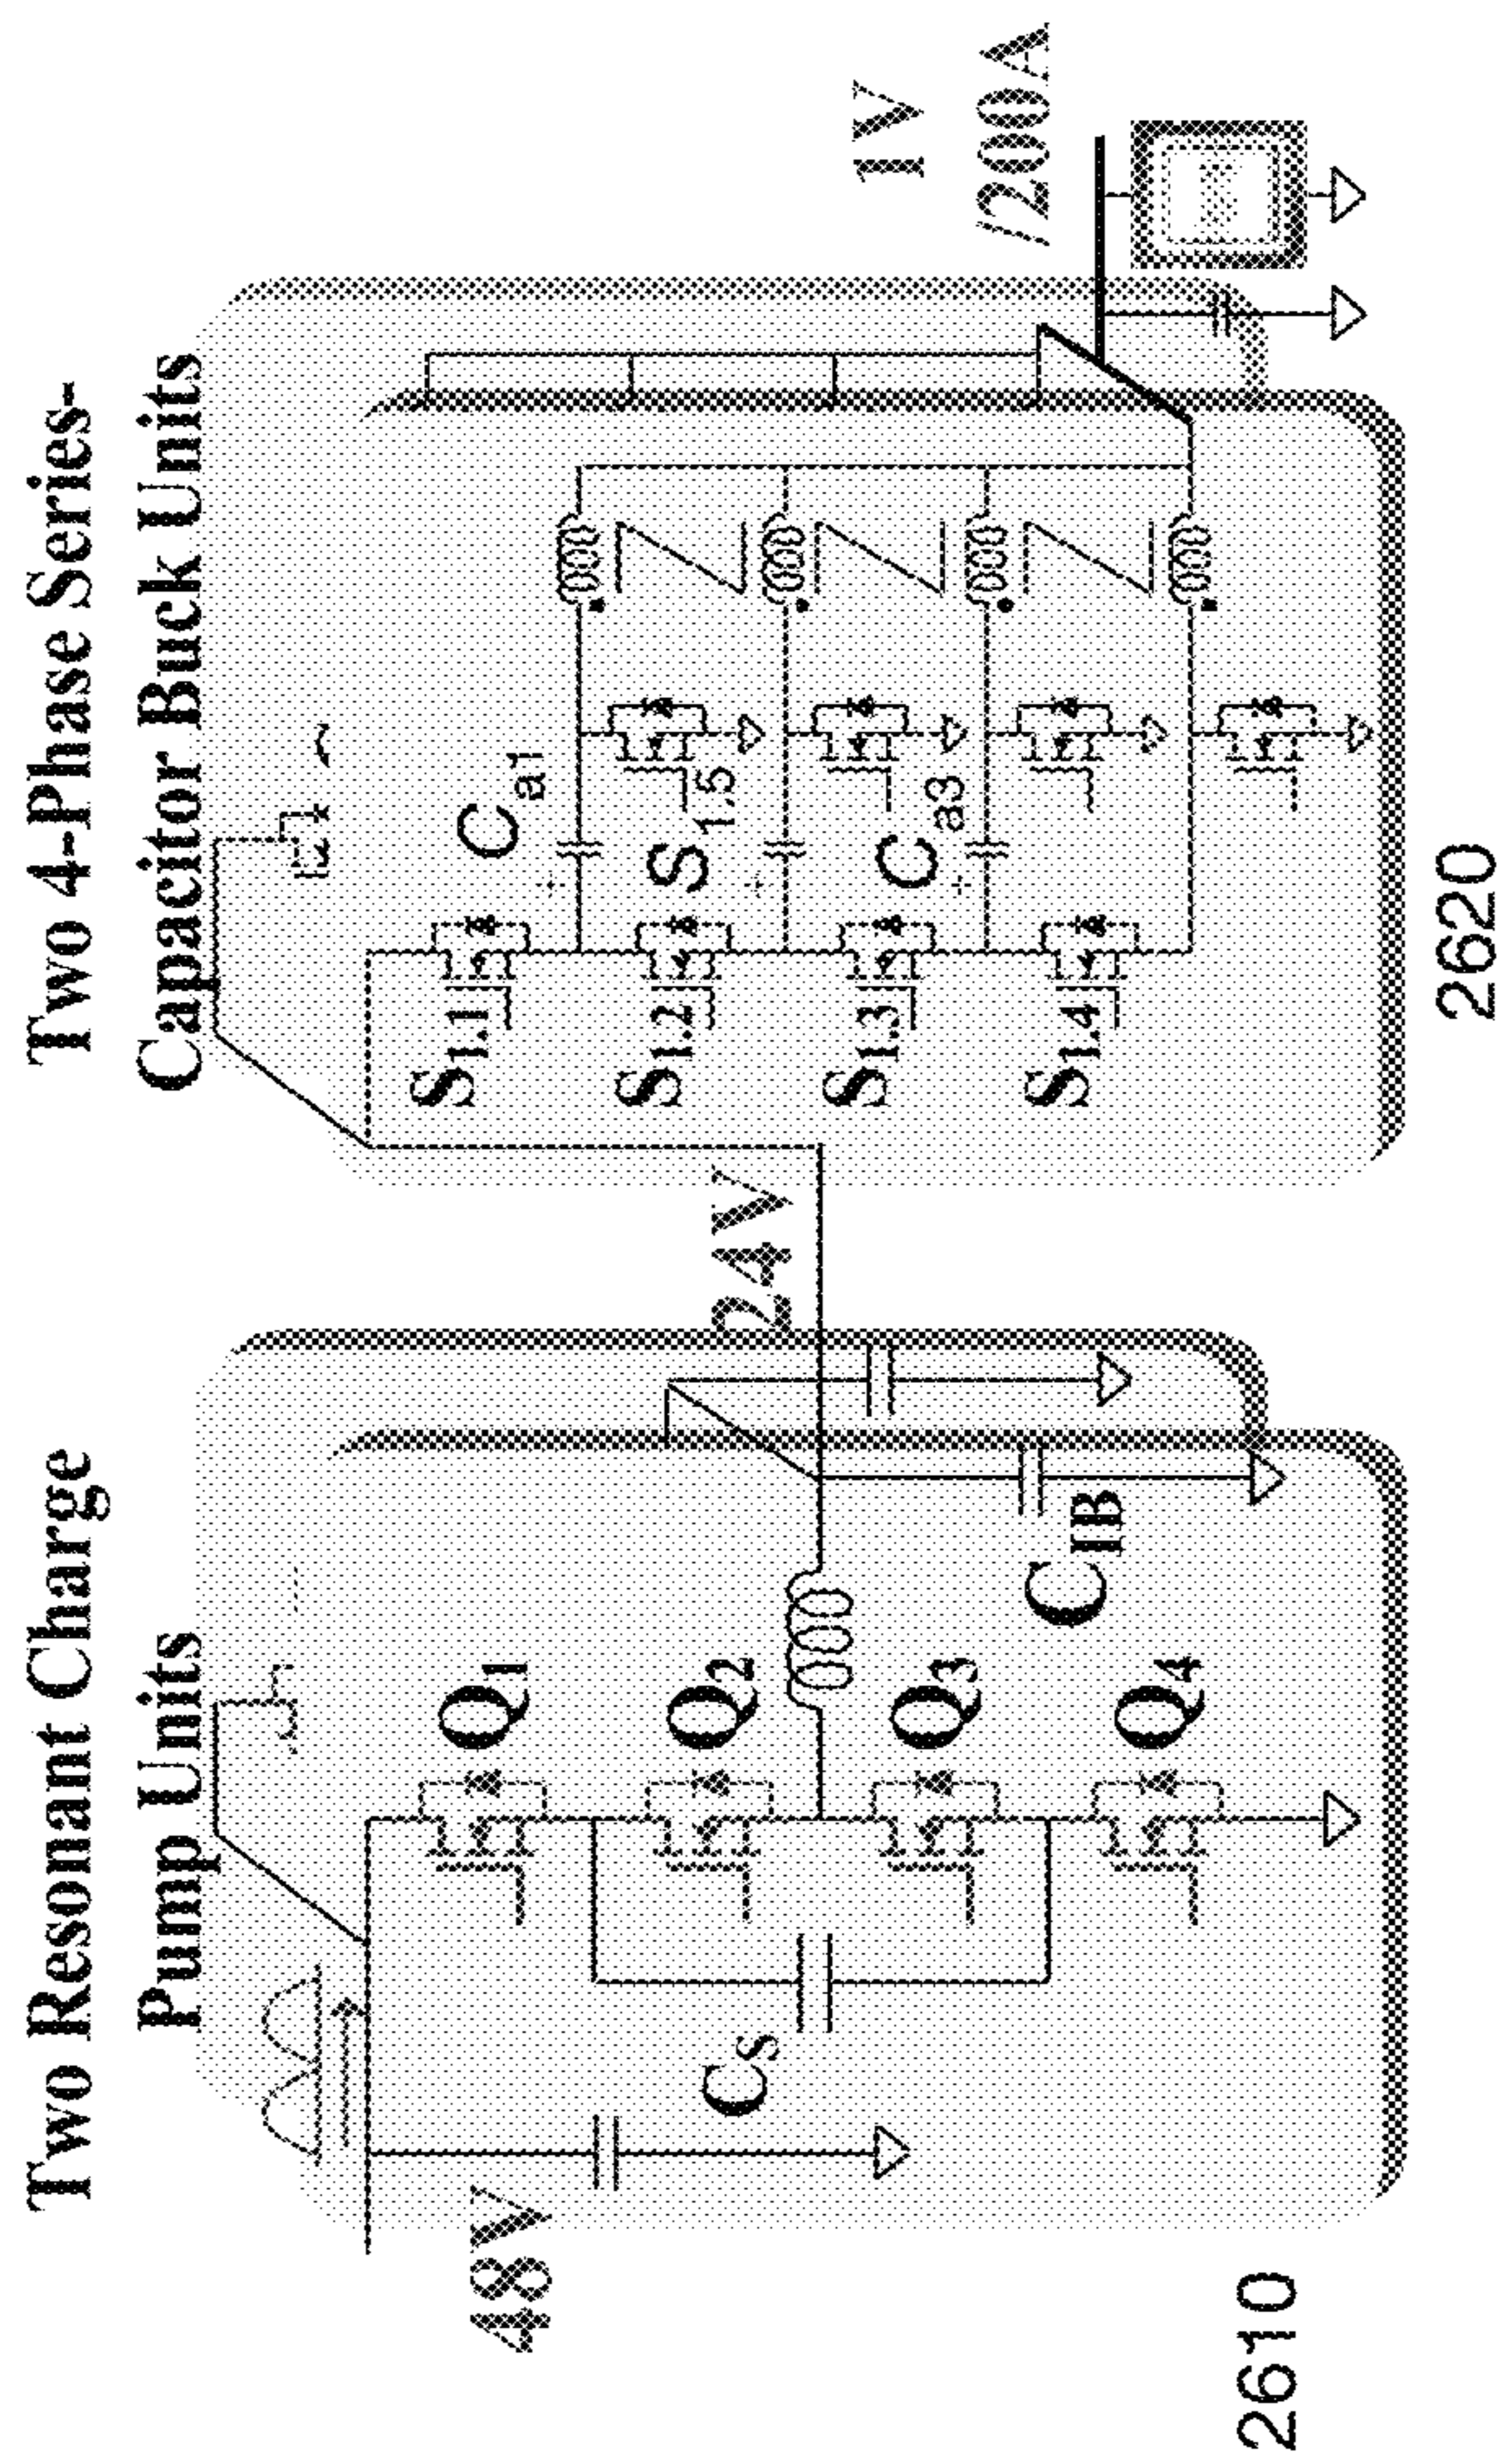 Two Resonant Charge
Pump Units
Two 4-Phase Series-
Capacitor Buck Units
48V
24V
1V
/200A
Q1
Q2
Q3
Q4
CS
CIB
S1.1
S1.2
S1.3
S1.4
Ca1
S1.5
Ca3
2610
2620